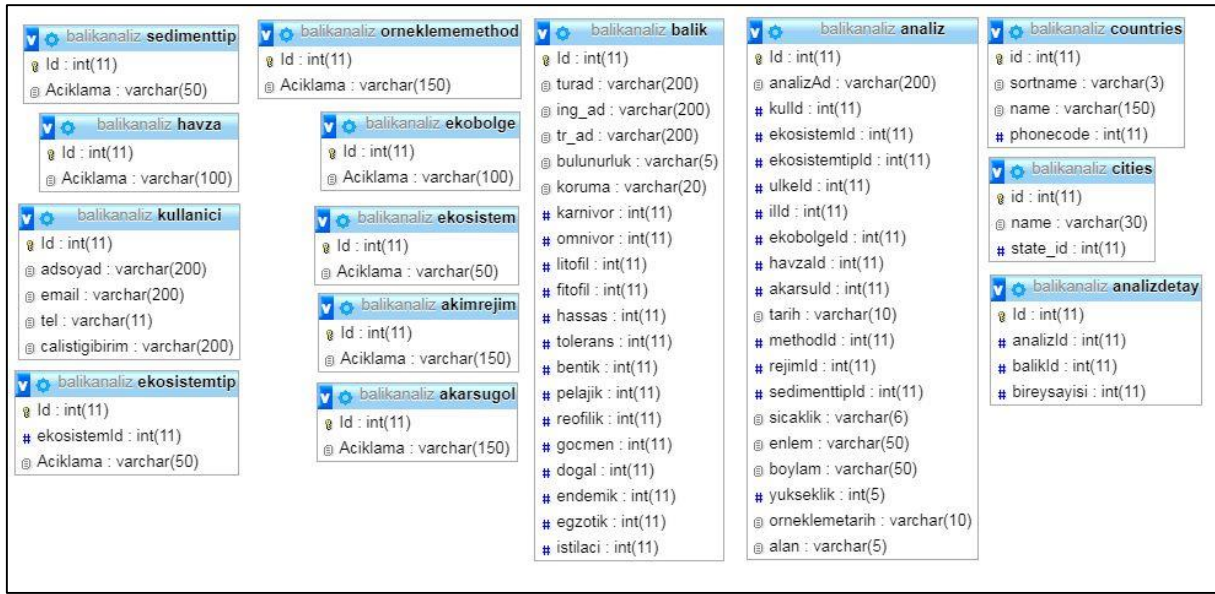 balikanaliz sedimenttip
Id : int(11)
Aciklama : varchar(50)
balikanaliz havza
Id : int(11)
Aciklama : varchar(100)
balikanaliz kullanici
Id : int(11)
adsoyad : varchar(200)
email : varchar(200)
tel : varchar(11)
calistigibirim : varchar(200)
balikanaliz ekosistemtip
Id : int(11)
ekosistemId : int(11)
Aciklama : varchar(50)
balikanaliz orneklememethod
Id : int(11)
Aciklama : varchar(150)
balikanaliz ekobolge
Id : int(11)
Aciklama : varchar(100)
balikanaliz ekosistem
Id : int(11)
Aciklama : varchar(50)
balikanaliz akimrejim
Id : int(11)
Aciklama : varchar(150)
balikanaliz akarsugol
Id : int(11)
Aciklama : varchar(150)
balikanaliz balik
Id : int(11)
turad : varchar(200)
ing_ad : varchar(200)
tr_ad : varchar(200)
bulunurluk : varchar(5)
koruma : varchar(20)
karnivor : int(11)
omnivor : int(11)
litofil : int(11)
fitofil : int(11)
hassas : int(11)
tolerans : int(11)
bentik : int(11)
pelajik : int(11)
reofilik : int(11)
gocmen : int(11)
dogal : int(11)
endemik : int(11)
egzotik : int(11)
istilaci : int(11)
balikanaliz analiz
Id : int(11)
analizAd : varchar(200)
kulId : int(11)
ekosistemId : int(11)
ekosistemtipId : int(11)
ulkeId : int(11)
ilId : int(11)
ekobolgeId : int(11)
havzaId : int(11)
akarsuId : int(11)
tarih : varchar(10)
methodId : int(11)
rejimId : int(11)
sedimenttipId : int(11)
sicaklik : varchar(6)
enlem : varchar(50)
boylam : varchar(50)
yukseklik : int(5)
orneklemetarih : varchar(10)
alan : varchar(5)
balikanaliz countries
id : int(11)
sortname : varchar(3)
name : varchar(150)
phonecode : int(11)
balikanaliz cities
id : int(11)
name : varchar(30)
state_id : int(11)
balikanaliz analizdetay
Id : int(11)
analizId : int(11)
balikId : int(11)
bireysayisi : int(11)